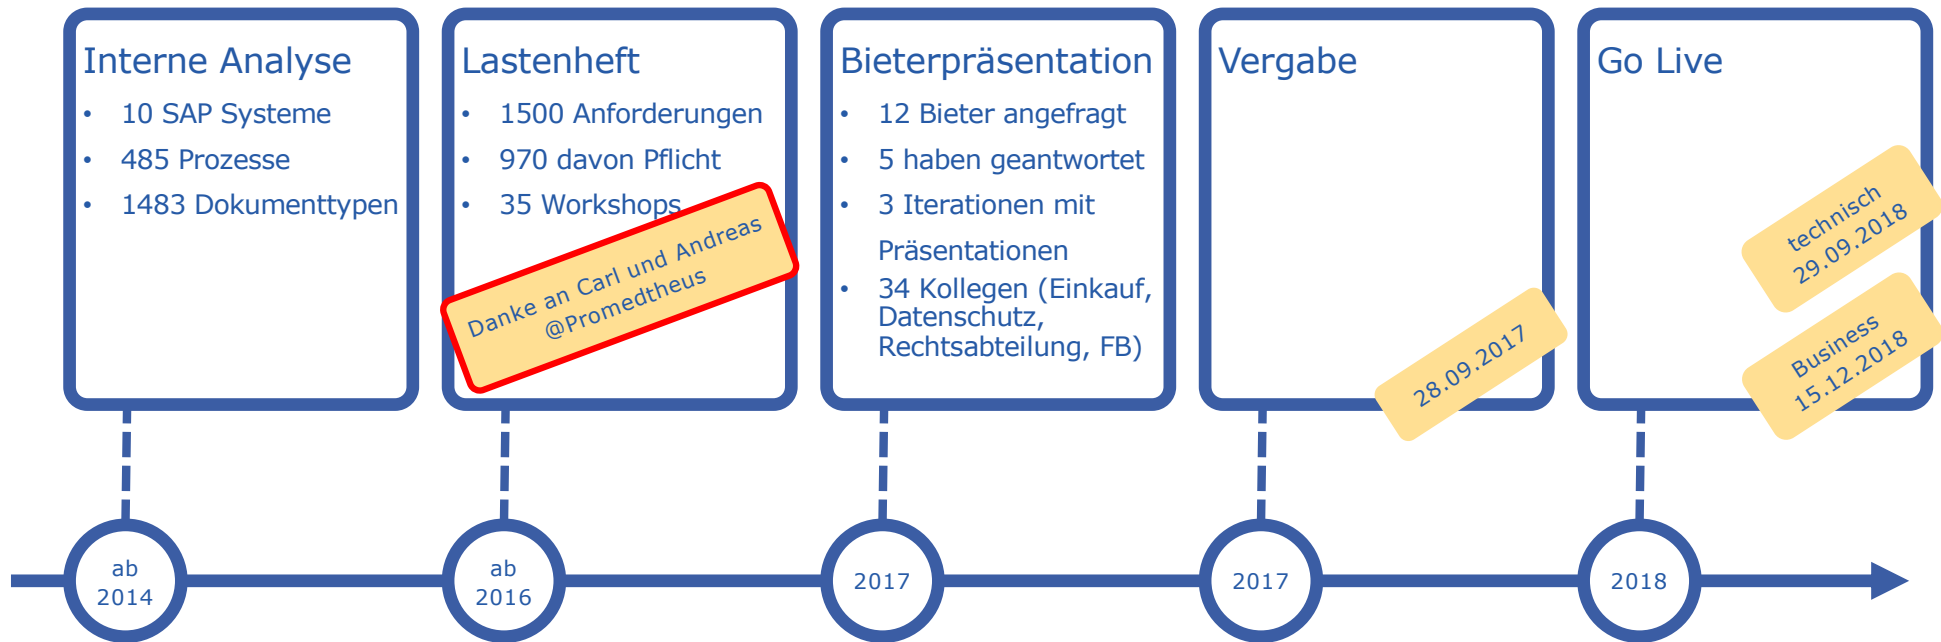 Interne Analyse
• 10 SAP Systeme
• 485 Prozesse
• 1483 Dokumenttypen
Lastenheft
• 1500 Anforderungen
• 970 davon Pflicht
• 35 Workshops
Danke an Carl und Andreas
@Promedtheus
Bieterpräsentation
• 12 Bieter angefragt
• 5 haben geantwortet
• 3 Iterationen mit
Präsentationen
• 34 Kollegen (Einkauf,
Datenschutz,
Rechtsabteilung, FB)
Vergabe
28.09.2017
Go Live
technisch
29.09.2018
Business
15.12.2018
ab
2014
ab
2016
2017
2017
2018